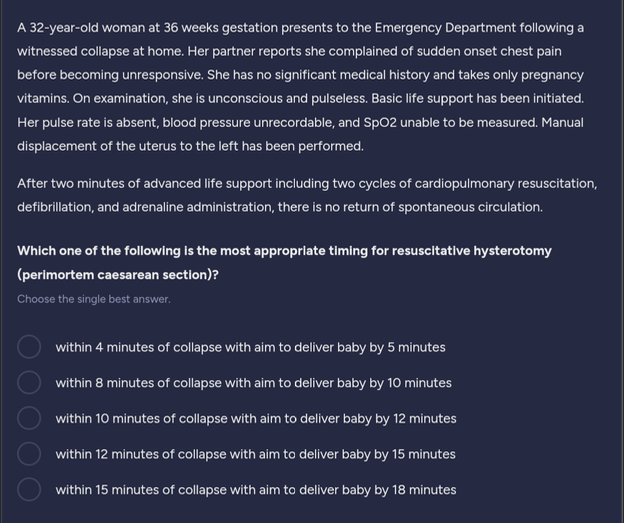 A 32-year-old woman at 36 weeks gestation presents to the Emergency Department following a
witnessed collapse at home. Her partner reports she complained of sudden onset chest pain
before becoming unresponsive. She has no significant medical history and takes only pregnancy
vitamins. On examination, she is unconscious and pulseless. Basic life support has been initiated.
Her pulse rate is absent, blood pressure unrecordable, and SpO2 unable to be measured. Manual
displacement of the uterus to the left has been performed.
After two minutes of advanced life support including two cycles of cardiopulmonary resuscitation,
defibrillation, and adrenaline administration, there is no return of spontaneous circulation.
Which one of the following is the most appropriate timing for resuscitative hysterotomy
(perimortem caesarean section)?
Choose the single best answer.
within 4 minutes of collapse with aim to deliver baby by 5 minutes
within 8 minutes of collapse with aim to deliver baby by 10 minutes
within 10 minutes of collapse with aim to deliver baby by 12 minutes
within 12 minutes of collapse with aim to deliver baby by 15 minutes
within 15 minutes of collapse with aim to deliver baby by 18 minutes